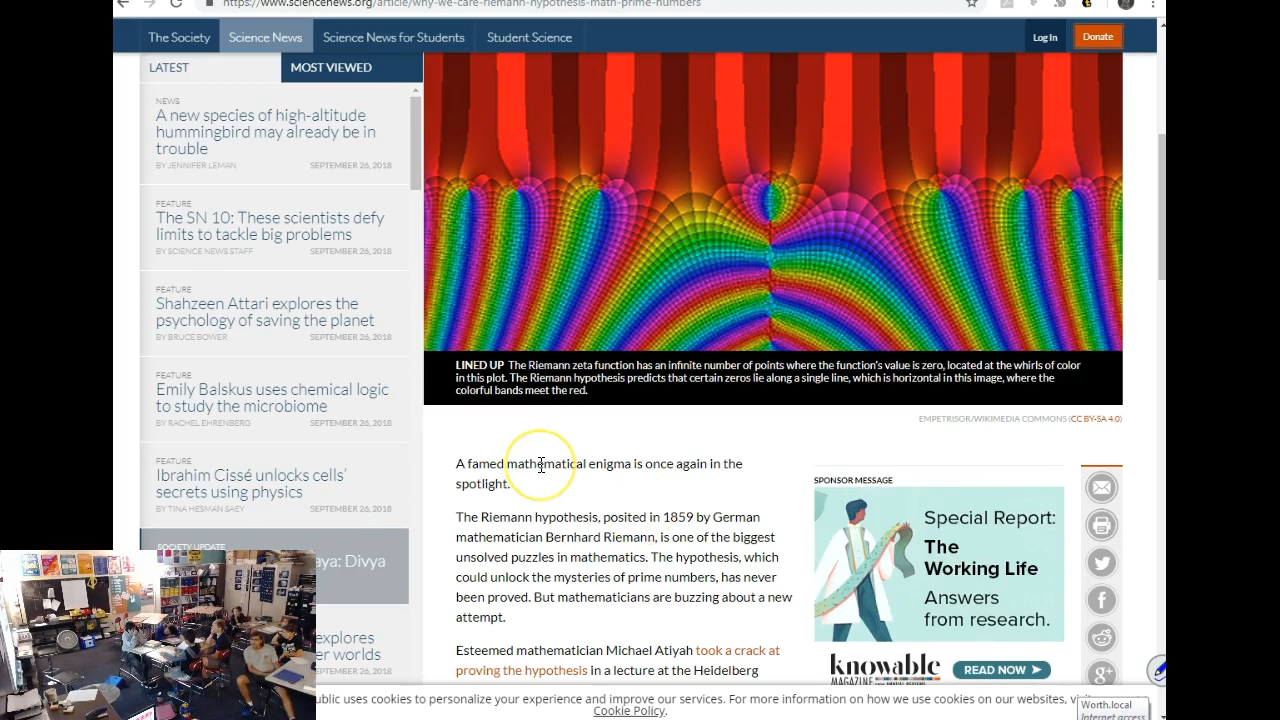 https://www.sciencenews.org/article/why-we-care-riemann-hypothesis-math-prime-numbers
The Society
Science News
Science News for Students
Student Science
Log In
Donate
LATEST
MOST VIEWED
NEWS
A new species of high-altitude
hummingbird may already be in
trouble
BY JENNIFER LEMAN
SEPTEMBER 26, 2018
FEATURE
The SN 10: These scientists defy
limits to tackle big problems
BY SCIENCE NEWS STAFF
SEPTEMBER 26, 2018
FEATURE
Shahzeen Attari explores the
psychology of saving the planet
BY BRUCE BOWER
SEPTEMBER 26, 2018
FEATURE
Emily Balskus uses chemical logic
to study the microbiome
BY RACHEL EHRENBERG
SEPTEMBER 26, 2018
FEATURE
Ibrahim Cissé unlocks cells’
secrets using physics
BY TINA HESMAN SAEY
SEPTEMBER 26, 2018
SOCIETY UPDATE
aya: Divya
explores
er worlds
LINED UP The Riemann zeta function has an infinite number of points where the function’s value is zero, located at the whirls of color
in this plot. The Riemann hypothesis predicts that certain zeros lie along a single line, which is horizontal in this image, where the
colorful bands meet the red.
EMPETRISOR/WIKIMEDIA COMMONS (CC BY-SA 4.0)
A famed mathematical enigma is once again in the
spotlight.
The Riemann hypothesis, posited in 1859 by German
mathematician Bernhard Riemann, is one of the biggest
unsolved puzzles in mathematics. The hypothesis, which
could unlock the mysteries of prime numbers, has never
been proved. But mathematicians are buzzing about a new
attempt.
Esteemed mathematician Michael Atiyah took a crack at
proving the hypothesis in a lecture at the Heidelberg
SPONSOR MESSAGE
Special Report:
The
Working Life
Answers
from research.
knowable
MAGAZINE
READ NOW
public uses cookies to personalize your experience and improve our services. For more information on how we use cookies on our websites, vi
Cookie Policy.
Worth.local
Internet access